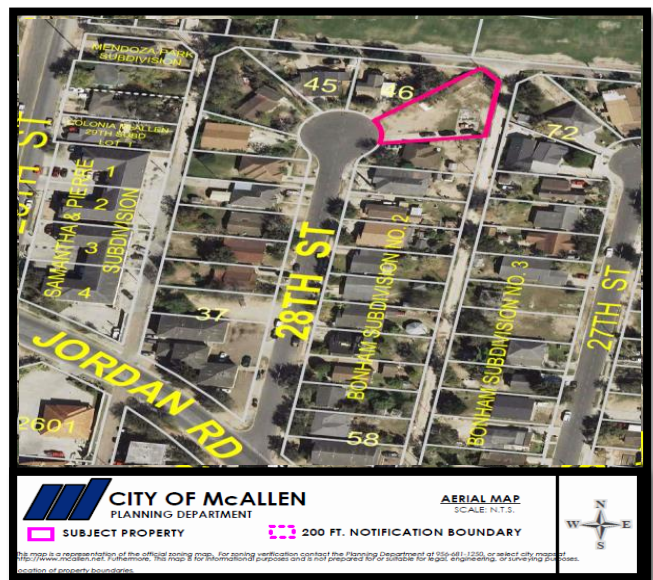 MENDOZA PARK
SUBDIVISION
45
46
COLONIA McALLEN
29TH SUBD
LOT 1
72
SAMANTHA & PIERRE
SUBDIVISION
1
2
3
4
28TH ST
BONHAM SUBDIVISION NO. 2
BONHAM SUBDIVISION NO. 3
27TH ST
37
JORDAN RD
2601
58
CITY OF McALLEN
PLANNING DEPARTMENT
AERIAL MAP
SCALE: N.T.S.
SUBJECT PROPERTY
200 FT. NOTIFICATION BOUNDARY
N
W E
S
This map is a representation of the official zoning map. For zoning verification contact the Planning Department at 956-681-1250, or select city maps at
http://www.mcallen.net. Furthermore, This map is for informational purposes and is not prepared for or suitable for legal, engineering, or surveying purposes.
location of property boundaries.